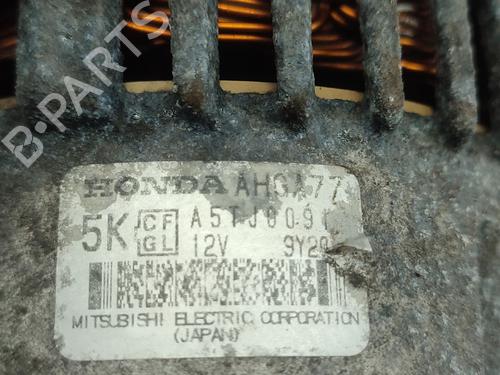 B-PARTS
HONDA AHGA77
5K CF GL A5TJ0091
12V 9Y29
MITSUBISHI ELECTRIC CORPORATION
(JAPAN)